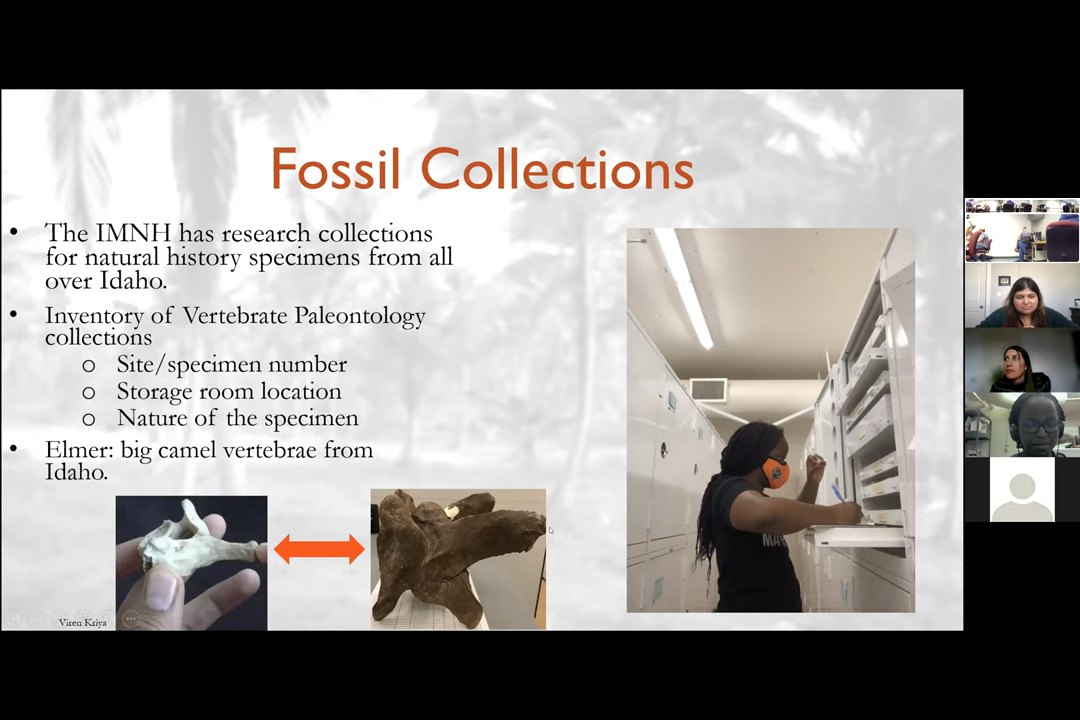 Fossil Collections
• The IMNH has research collections
for natural history specimens from all
over Idaho.
• Inventory of Vertebrate Paleontology
collections
o Site/specimen number
o Storage room location
o Nature of the specimen
• Elmer: big camel vertebrae from
Idaho.
MA
Viren Kriya